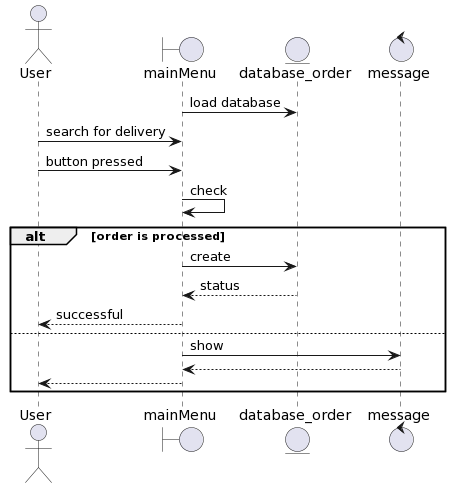 User
mainMenu
database_order
message
load database
search for delivery
button pressed
check
alt [order is processed]
create
status
successful
show
User
mainMenu
database_order
message